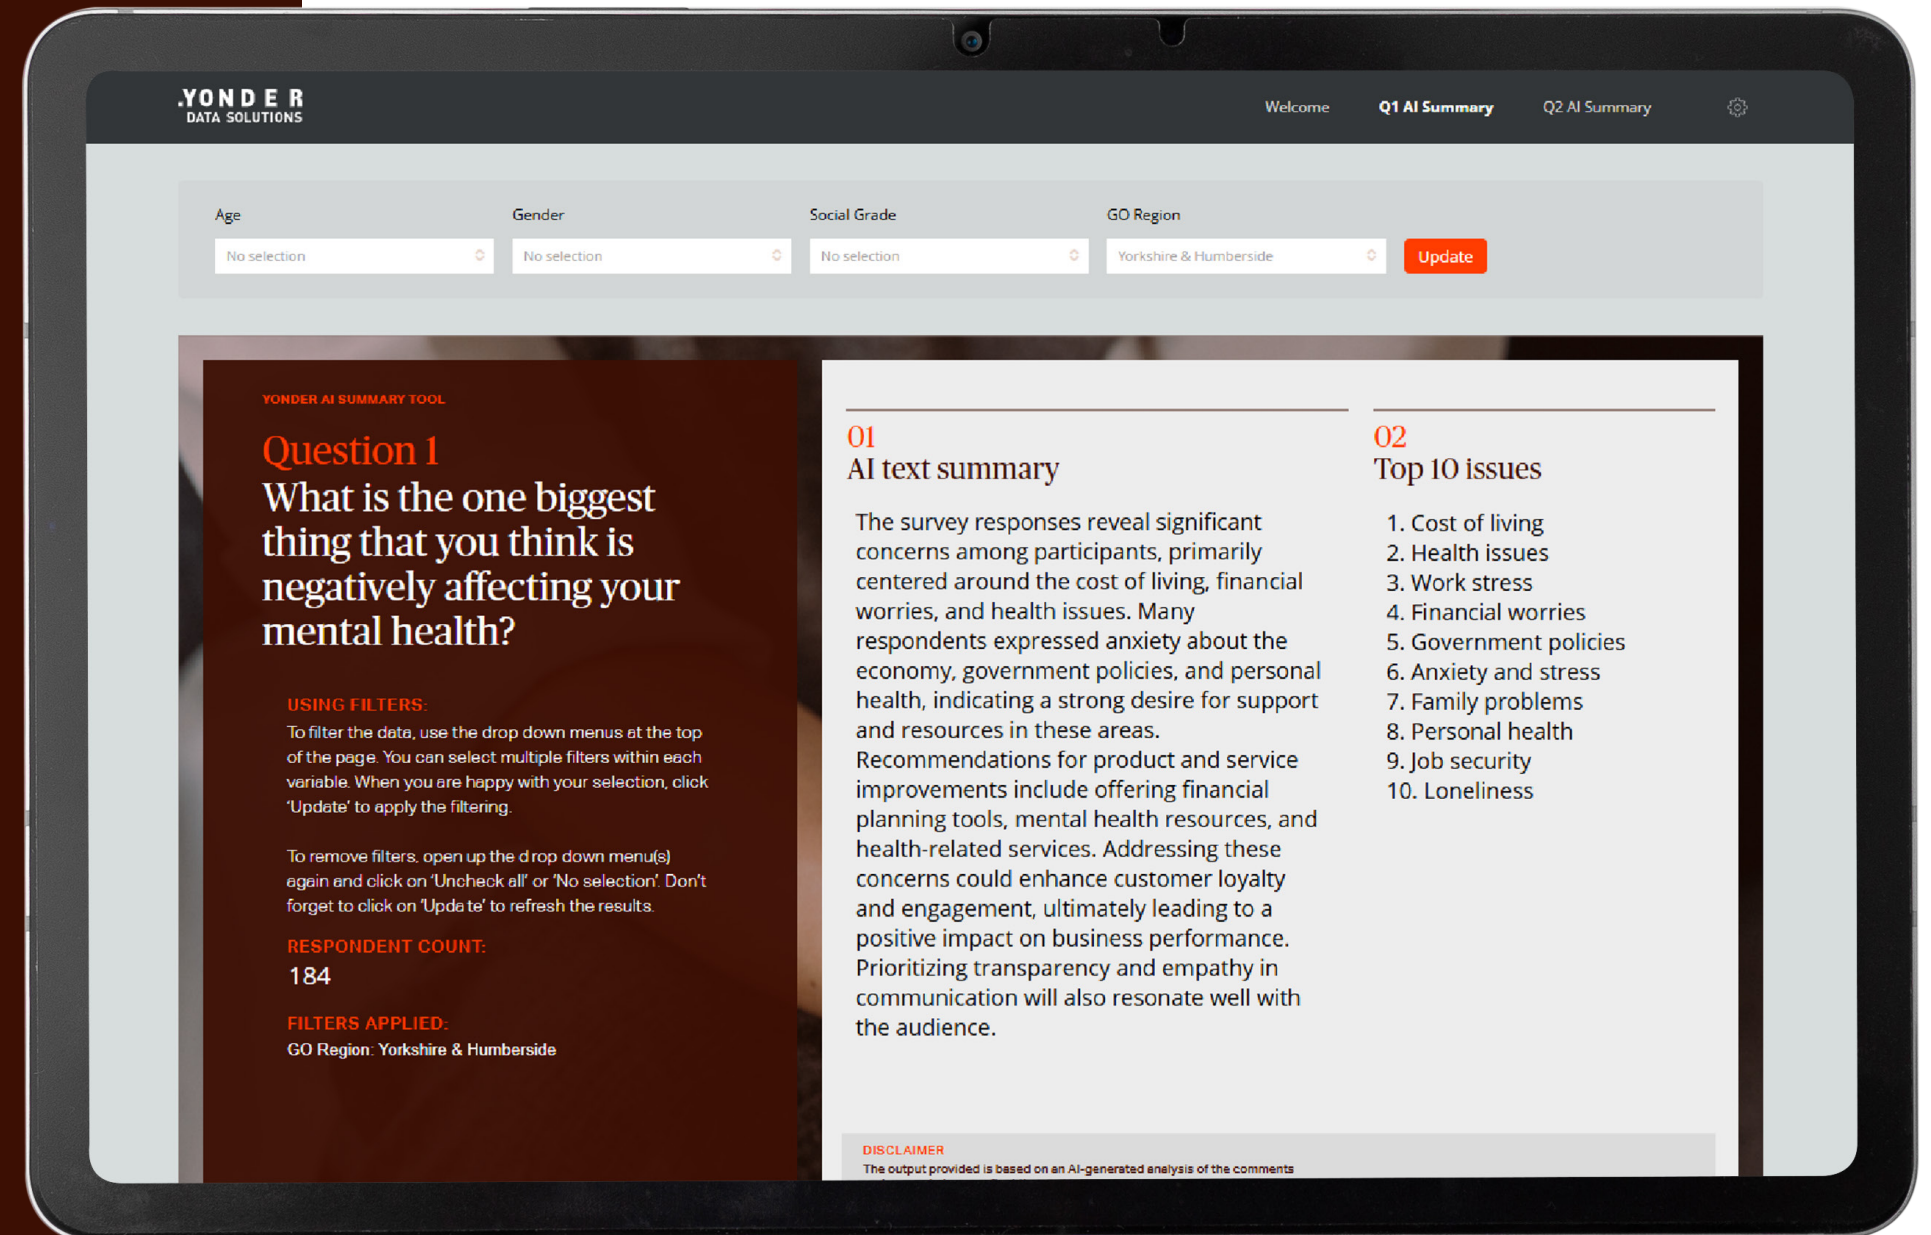 .YONDER
DATA SOLUTIONS
Welcome
Q1 AI Summary
Q2 AI Summary
Age
Gender
Social Grade
GO Region
No selection
No selection
No selection
Yorkshire & Humberside
Update
YONDER AI SUMMARY TOOL
Question 1
What is the one biggest
thing that you think is
negatively affecting your
mental health?
USING FILTERS:
To filter the data, use the drop down menus at the top
of the page. You can select multiple filters within each
variable. When you are happy with your selection, click
'Update' to apply the filtering.
To remove filters, open up the drop down menu(s)
again and click on 'Uncheck all' or 'No selection'. Don't
forget to click on 'Update' to refresh the results.
RESPONDENT COUNT:
184
FILTERS APPLIED:
GO Region: Yorkshire & Humberside
01
AI text summary
The survey responses reveal significant
concerns among participants, primarily
centered around the cost of living, financial
worries, and health issues. Many
respondents expressed anxiety about the
economy, government policies, and personal
health, indicating a strong desire for support
and resources in these areas.
Recommendations for product and service
improvements include offering financial
planning tools, mental health resources, and
health-related services. Addressing these
concerns could enhance customer loyalty
and engagement, ultimately leading to a
positive impact on business performance.
Prioritizing transparency and empathy in
communication will also resonate well with
the audience.
02
Top 10 issues
1. Cost of living
2. Health issues
3. Work stress
4. Financial worries
5. Government policies
6. Anxiety and stress
7. Family problems
8. Personal health
9. Job security
10. Loneliness
DISCLAIMER
The output provided is based on an AI-generated analysis of the comments